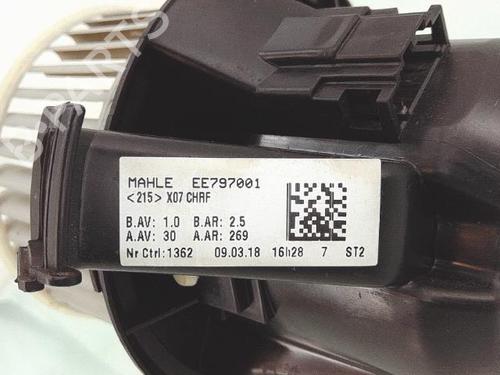 MAHLE EE797001
<215> X07 CHRF
B.AV: 1.0 B.AR: 2.5
A.AV: 30 A.AR: 269
Nr Ctrl:1362 09.03.18 16h28 7 ST2
B-PARTS